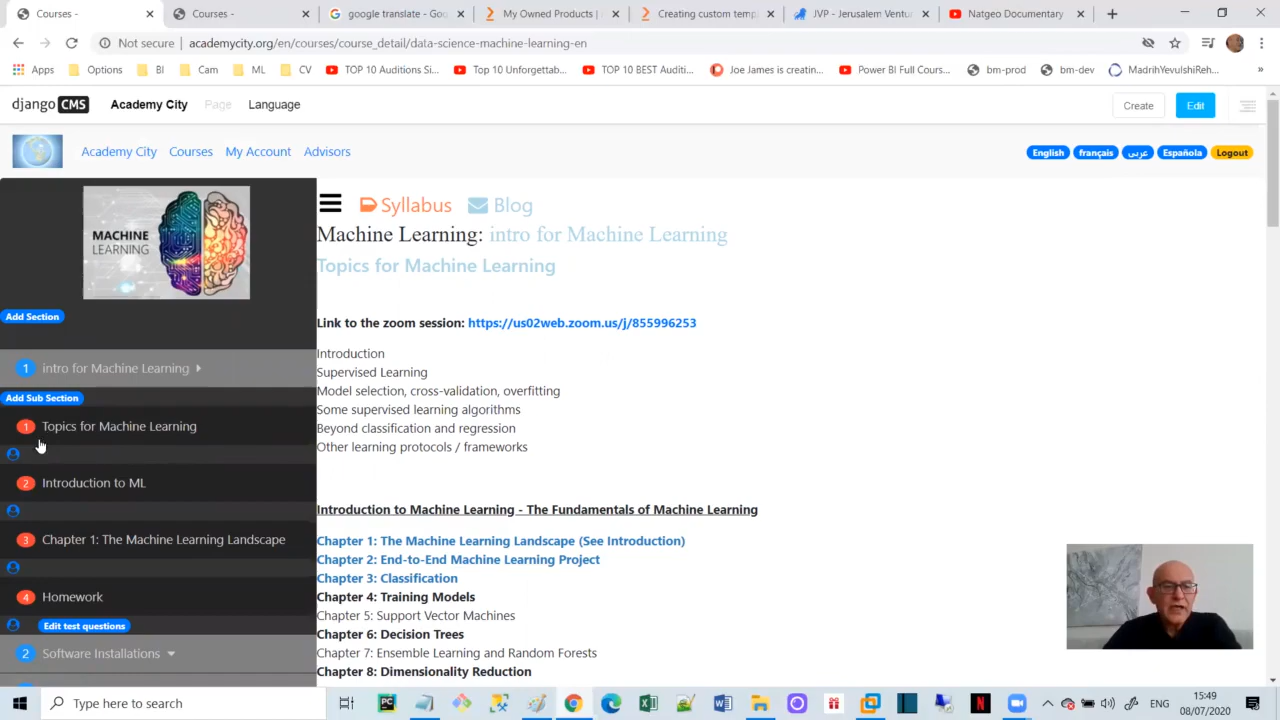 Courses -
Courses -
google translate - Goo
My Owned Products |
Creating custom temp
JVP - Jerusalem Ventu
Natgeo Documentary
Not secure | academycity.org/en/courses/course_detail/data-science-machine-learning-en
Apps Options BI Cam ML CV TOP 10 Auditions Si... Top 10 Unforgettab... TOP 10 BEST Auditi... Joe James is creatin... Power BI Full Cours... bm-prod bm-dev MadrihYevulshiReh... »
django CMS Academy City Page Language Create Edit
Academy City Courses My Account Advisors English français عربى Española Logout
MACHINE
LEARNING
Add Section
1 intro for Machine Learning
Add Sub Section
1 Topics for Machine Learning
2 Introduction to ML
3 Chapter 1: The Machine Learning Landscape
4 Homework
Edit test questions
2 Software Installations
Syllabus Blog
Machine Learning: intro for Machine Learning
Topics for Machine Learning
Link to the zoom session: https://us02web.zoom.us/j/855996253
Introduction
Supervised Learning
Model selection, cross-validation, overfitting
Some supervised learning algorithms
Beyond classification and regression
Other learning protocols / frameworks
Introduction to Machine Learning - The Fundamentals of Machine Learning
Chapter 1: The Machine Learning Landscape (See Introduction)
Chapter 2: End-to-End Machine Learning Project
Chapter 3: Classification
Chapter 4: Training Models
Chapter 5: Support Vector Machines
Chapter 6: Decision Trees
Chapter 7: Ensemble Learning and Random Forests
Chapter 8: Dimensionality Reduction
Type here to search
ENG
15:49
08/07/2020